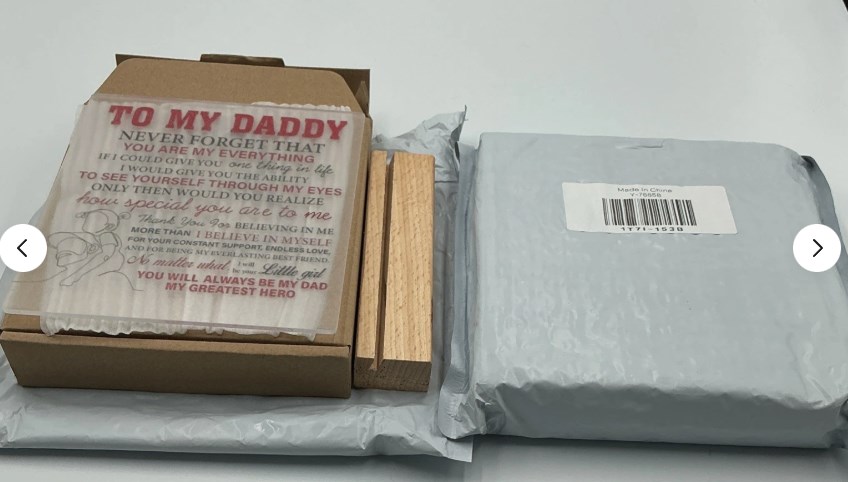 TO MY DADDY
NEVER FORGET THAT
YOU ARE MY EVERYTHING
IF I COULD GIVE YOU one thing in life
I WOULD GIVE YOU THE ABILITY
TO SEE YOURSELF THROUGH MY EYES
ONLY THEN WOULD YOU REALIZE
how special you are to me
Thank You For BELIEVING IN ME
MORE THAN I BELIEVE IN MYSELF
FOR YOUR CONSTANT SUPPORT, ENDLESS LOVE,
AND FOR BEING MY EVERLASTING BEST FRIEND.
No matter what I will be your Little girl
YOU WILL ALWAYS BE MY DAD
MY GREATEST HERO
Made In China
1T7I-153B